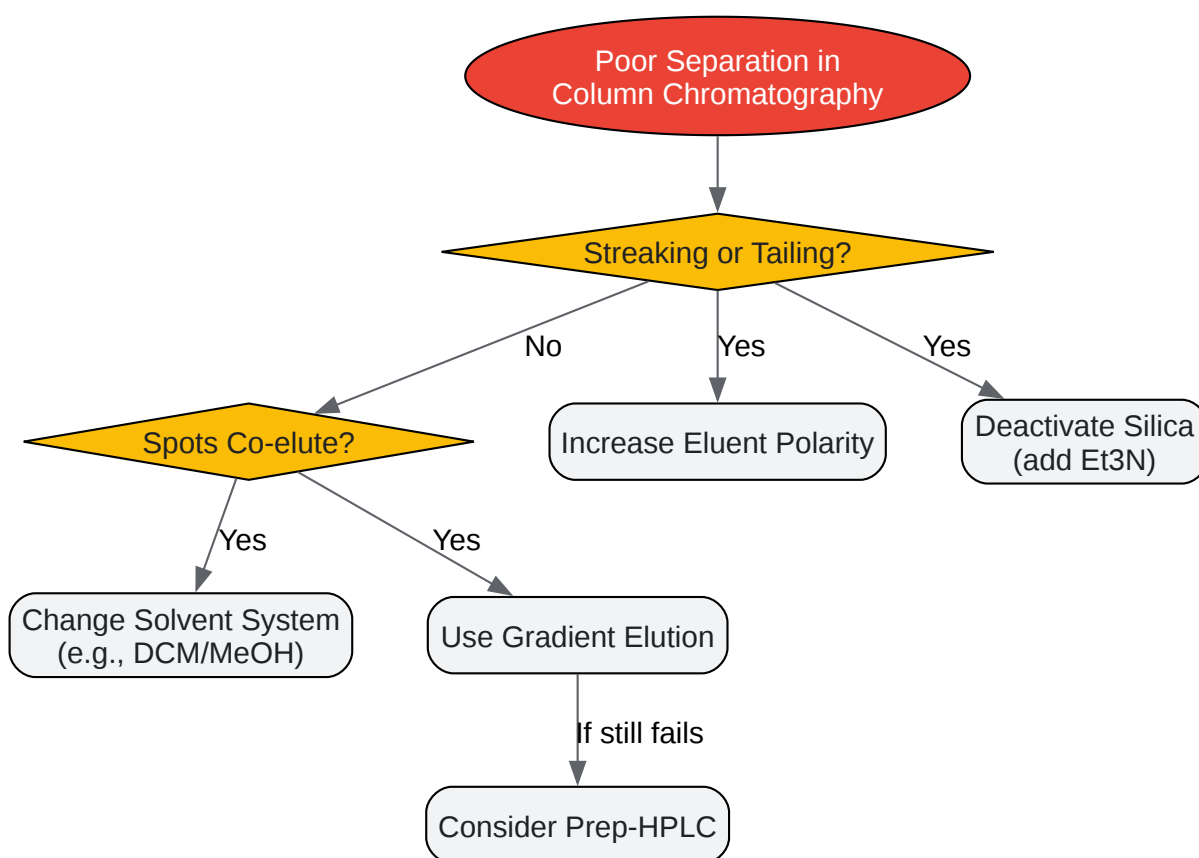 Poor Separation in
Column Chromatography
Streaking or Tailing?
No
Yes
Yes
Spots Co-elute?
Increase Eluent Polarity
Deactivate Silica
(add Et3N)
Yes
Yes
Change Solvent System
(e.g., DCM/MeOH)
Use Gradient Elution
If still fails
Consider Prep-HPLC